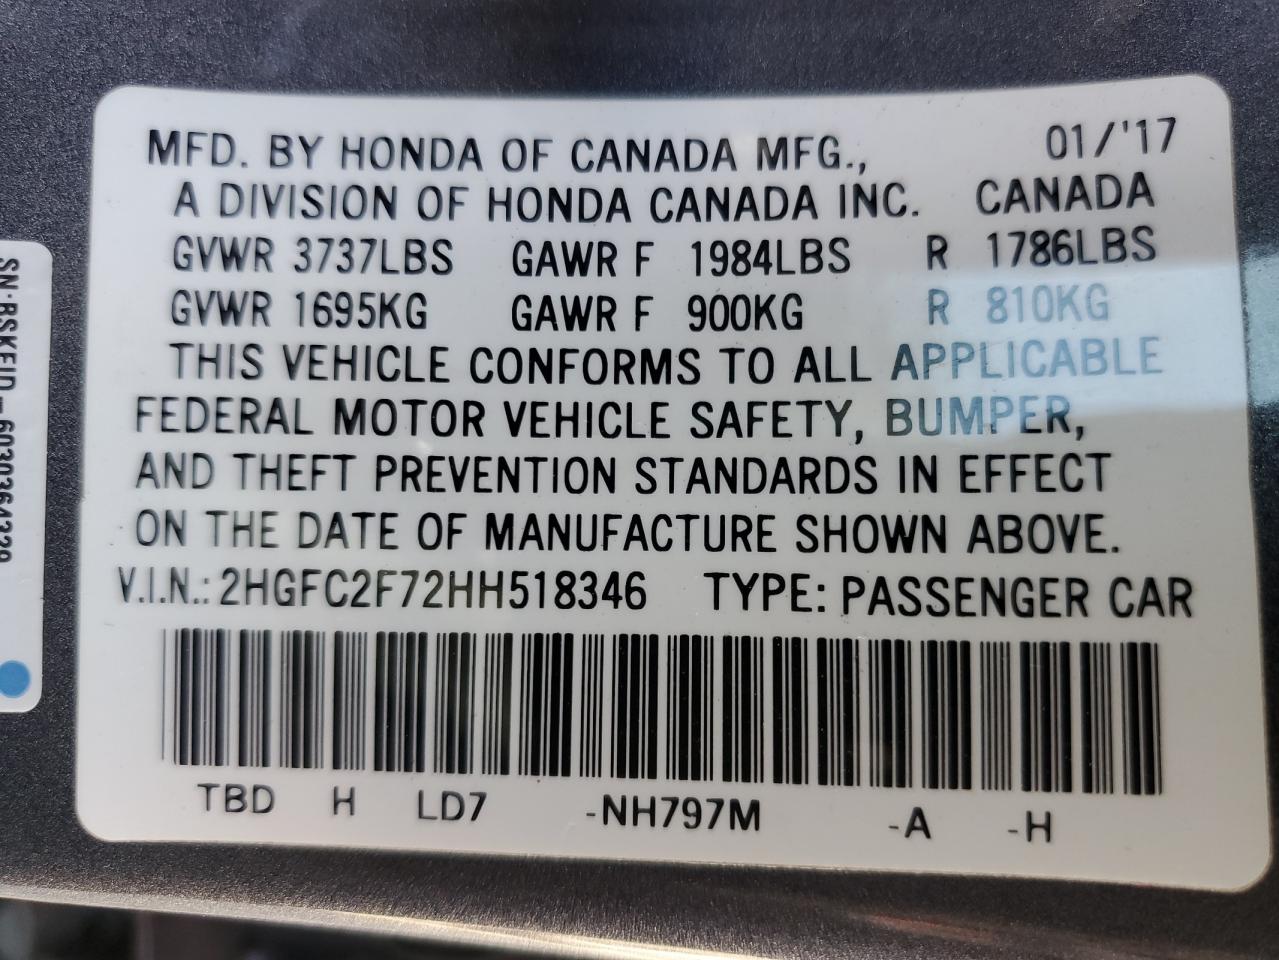 MFD. BY HONDA OF CANADA MFG., 01/'17
A DIVISION OF HONDA CANADA INC. CANADA
GVWR 3737LBS GAWR F 1984LBS R 1786LBS
GVWR 1695KG GAWR F 900KG R 810KG
THIS VEHICLE CONFORMS TO ALL APPLICABLE
FEDERAL MOTOR VEHICLE SAFETY, BUMPER,
AND THEFT PREVENTION STANDARDS IN EFFECT
ON THE DATE OF MANUFACTURE SHOWN ABOVE.
V.I.N.: 2HGFC2F72HH518346 TYPE: PASSENGER CAR
TBD H LD7 -NH797M -A -H